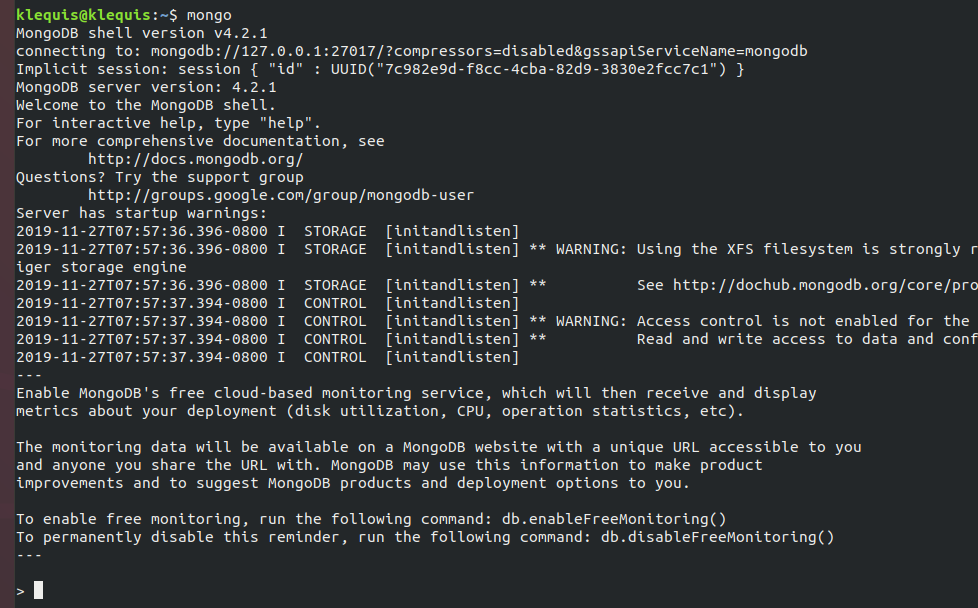 klequis@klequis:~$ mongo
MongoDB shell version v4.2.1
connecting to: mongodb://127.0.0.1:27017/?compressors=disabled&gssapiServiceName=mongodb
Implicit session: session { "id" : UUID("7c982e9d-f8cc-4cba-82d9-3830e2fcc7c1") }
MongoDB server version: 4.2.1
Welcome to the MongoDB shell.
For interactive help, type "help".
For more comprehensive documentation, see
        http://docs.mongodb.org/
Questions? Try the support group
        http://groups.google.com/group/mongodb-user
Server has startup warnings:
2019-11-27T07:57:36.396-0800 I  STORAGE  [initandlisten]
2019-11-27T07:57:36.396-0800 I  STORAGE  [initandlisten] ** WARNING: Using the XFS filesystem is strongly r
iger storage engine
2019-11-27T07:57:36.396-0800 I  STORAGE  [initandlisten] **          See http://dochub.mongodb.org/core/pro
2019-11-27T07:57:37.394-0800 I  CONTROL  [initandlisten]
2019-11-27T07:57:37.394-0800 I  CONTROL  [initandlisten] ** WARNING: Access control is not enabled for the
2019-11-27T07:57:37.394-0800 I  CONTROL  [initandlisten] **          Read and write access to data and conf
2019-11-27T07:57:37.394-0800 I  CONTROL  [initandlisten]
---
Enable MongoDB's free cloud-based monitoring service, which will then receive and display
metrics about your deployment (disk utilization, CPU, operation statistics, etc).

The monitoring data will be available on a MongoDB website with a unique URL accessible to you
and anyone you share the URL with. MongoDB may use this information to make product
improvements and to suggest MongoDB products and deployment options to you.

To enable free monitoring, run the following command: db.enableFreeMonitoring()
To permanently disable this reminder, run the following command: db.disableFreeMonitoring()
---

>